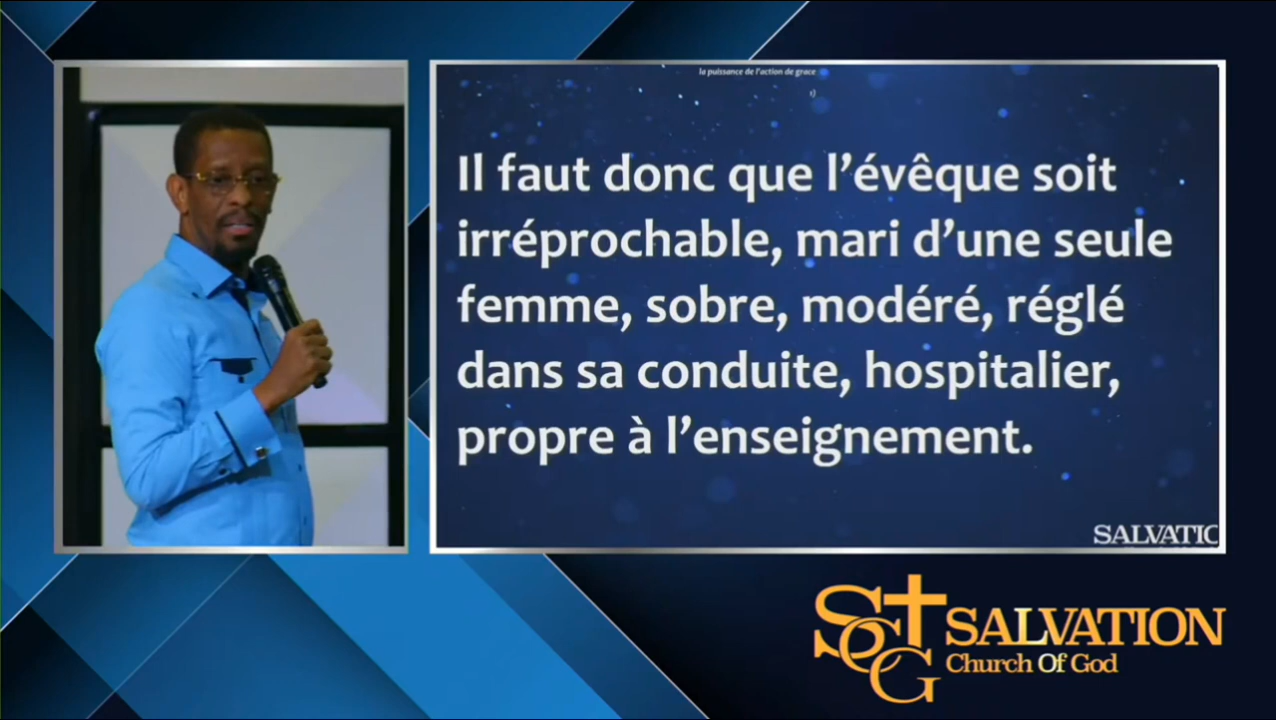 la puissance de l'action de grace
Il faut donc que l’évêque soit
irréprochable, mari d’une seule
femme, sobre, modéré, réglé
dans sa conduite, hospitalier,
propre à l’enseignement.
SALVATIC
SCOG
SALVATION
Church Of God